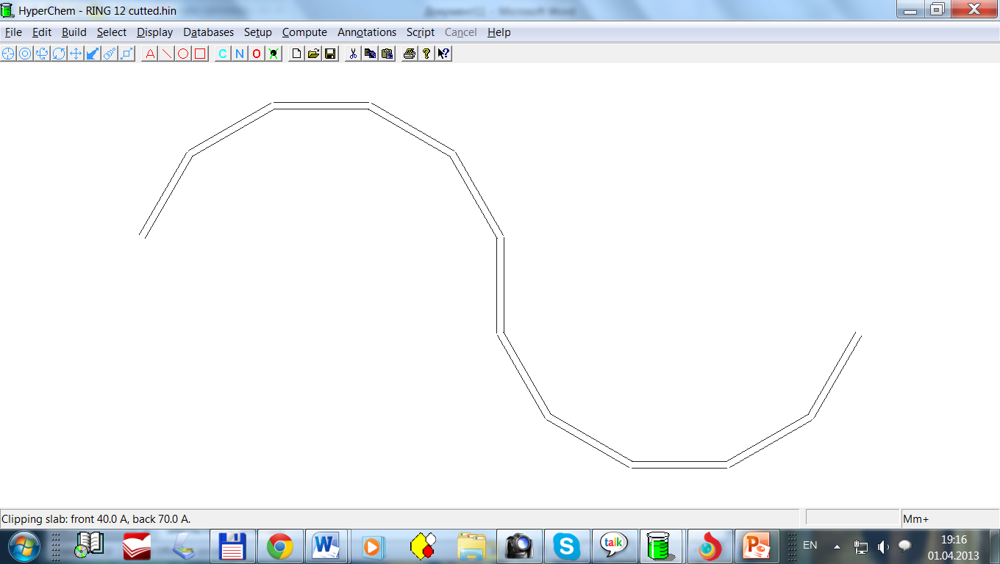 HyperChem - RING 12 cutted.hin
Документ1 - Microsoft Word
File Edit Build Select Display Databases Setup Compute Annotations Script Cancel Help
A C N O
Clipping slab: front 40.0 A, back 70.0 A.
Mm+
W S talk P EN 19:16
01.04.2013